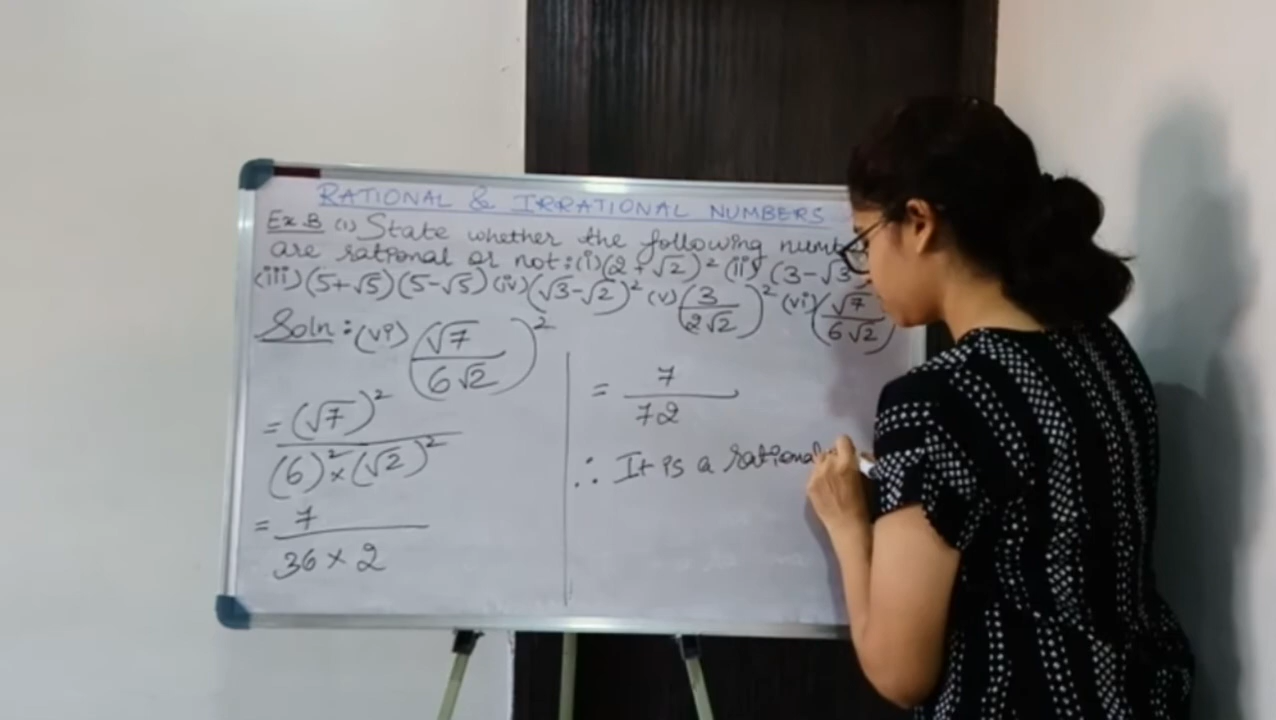 RATIONAL & IRRATIONAL NUMBERS
Ex.B (1) State whether the following
are rational or not: (i) (2 + √2)² (ii) (3 - √3
(iii) (5+√5)(5-√5) (iv) (√3-√2)² (v) (3/2√2)² (vi) (√7/6√2)
Soln: (vi) (√7/6√2)²
= (√7)²/(6)²×(√2)²
= 7/36 × 2
= 7/72
∴ It is a rational